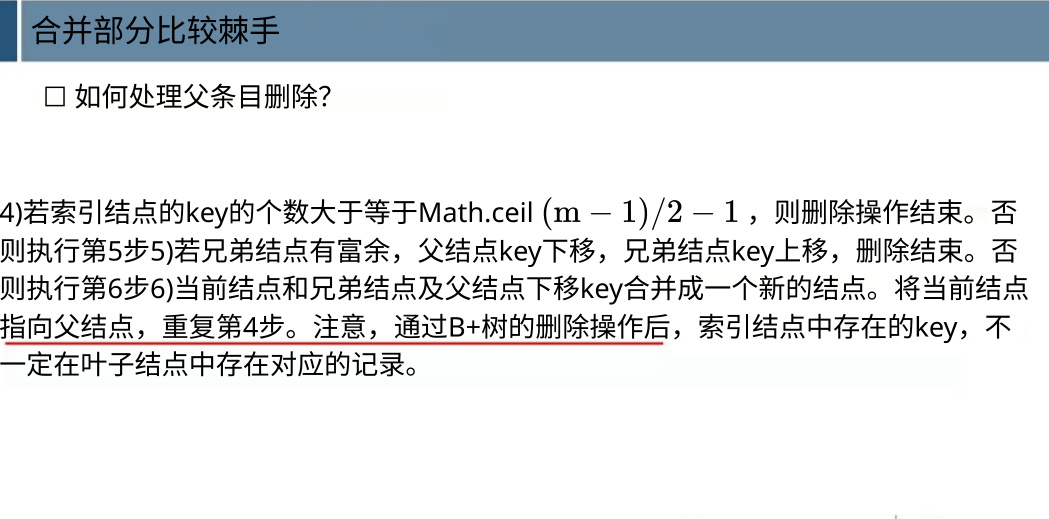 合并部分比较棘手
□ 如何处理父条目删除？
4)若索引结点的key的个数大于等于Math.ceil (m − 1)/2 − 1 ，则删除操作结束。否
则执行第5步5)若兄弟结点有富余，父结点key下移，兄弟结点key上移，删除结束。否
则执行第6步6)当前结点和兄弟结点及父结点下移key合并成一个新的结点。将当前结点
指向父结点，重复第4步。注意，通过B+树的删除操作后，索引结点中存在的key，不
一定在叶子结点中存在对应的记录。